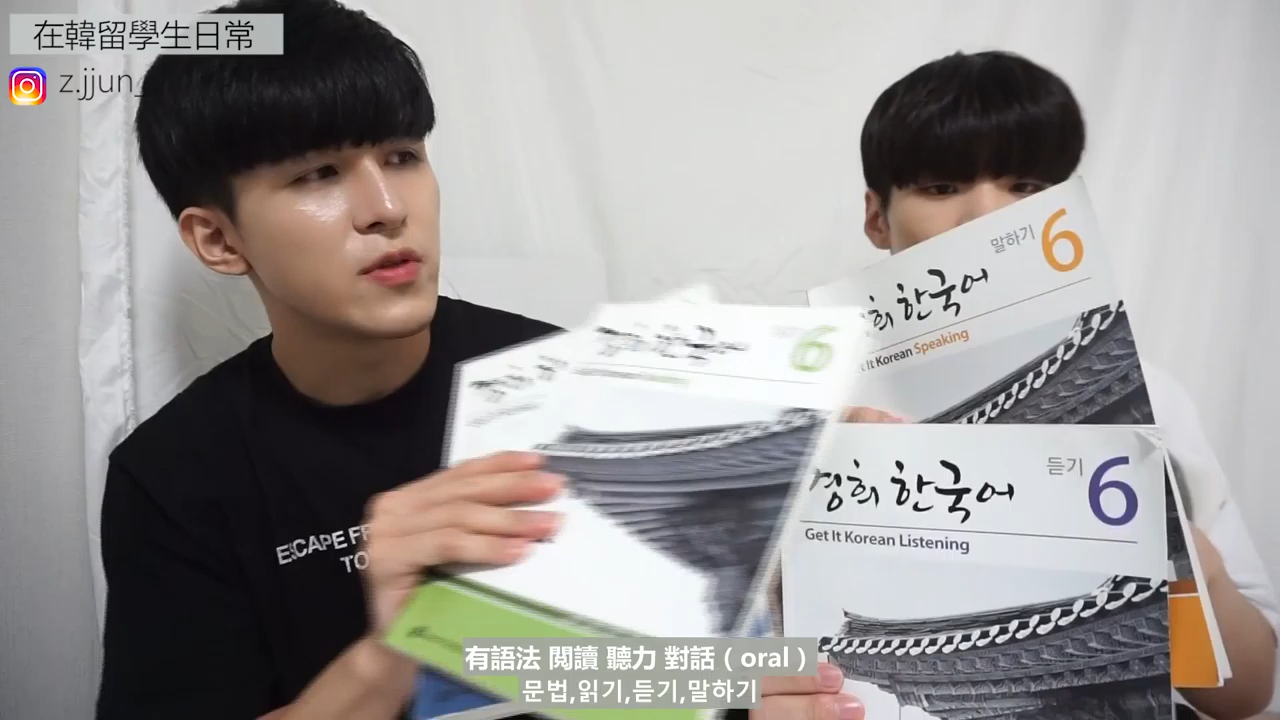 在韓留學生日常
z.jjun_
말하기 6
희 한국어
It Korean Speaking
6
듣기 6
경희 한국어
Get It Korean Listening
ESCAPE FR
TO
有語法 閱讀 聽力 對話 ( oral )
문법,읽기,듣기,말하기